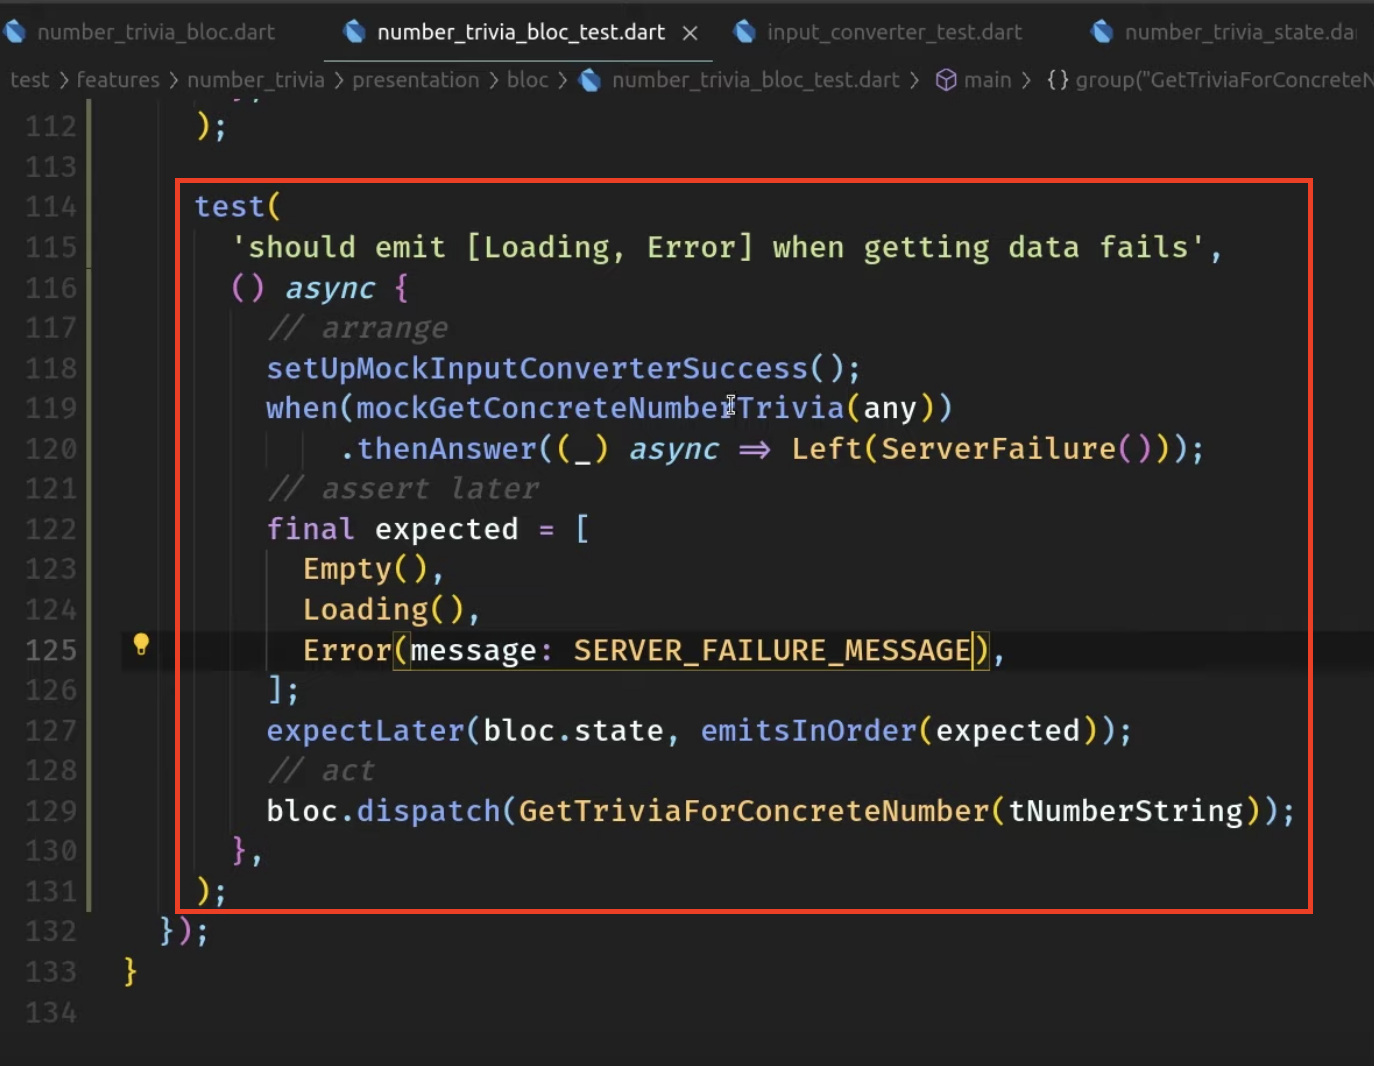 number_trivia_bloc.dart number_trivia_bloc_test.dart × input_converter_test.dart number_trivia_state.da
test > features > number_trivia > presentation > bloc > number_trivia_bloc_test.dart > main > {} group("GetTriviaForConcreteN
112 );
113
114 test(
115 'should emit [Loading, Error] when getting data fails',
116 () async {
117 // arrange
118 setUpMockInputConverterSuccess();
119 when(mockGetConcreteNumberTrivia(any))
120 .thenAnswer((_) async => Left(ServerFailure()));
121 // assert later
122 final expected = [
123 Empty(),
124 Loading(),
125 Error(message: SERVER_FAILURE_MESSAGE),
126 ];
127 expectLater(bloc.state, emitsInOrder(expected));
128 // act
129 bloc.dispatch(GetTriviaForConcreteNumber(tNumberString));
130 },
131 );
132 });
133 }
134